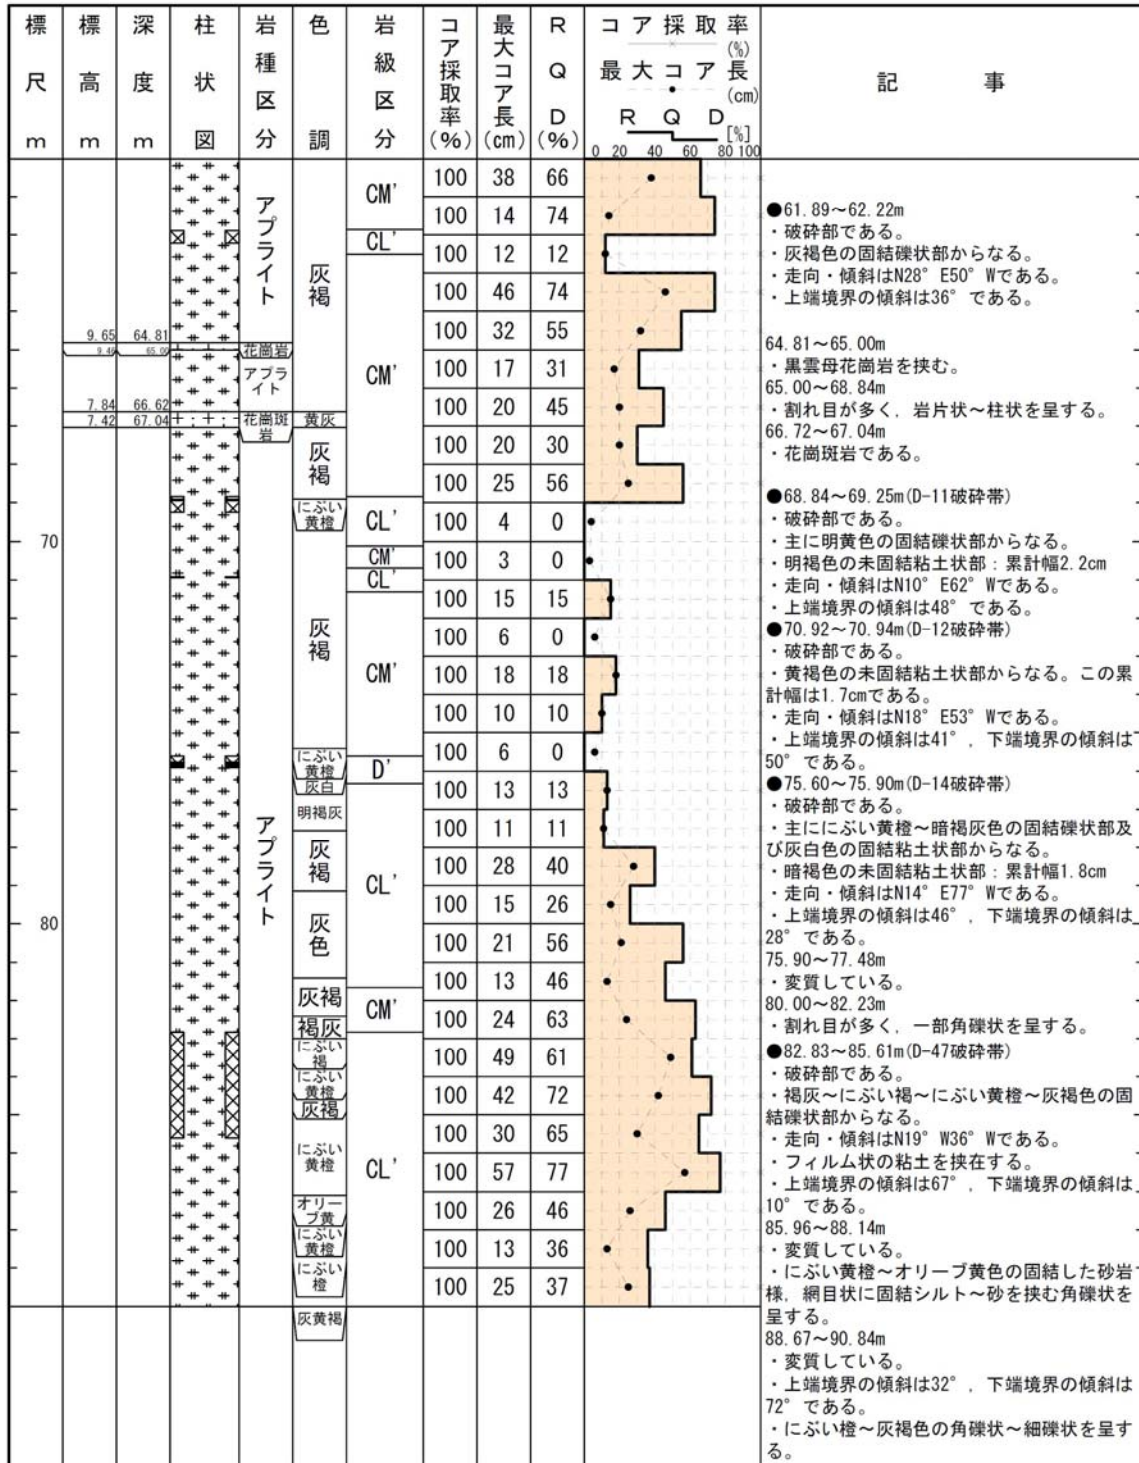 標尺m
標高m
深度m
柱状図
岩種区分
色調
岩級区分
コア採取率(%)
最大コア長(cm)
RQD(%)
コア採取率(%)
最大コア長(cm)
RQD[%]
0 20 40 60 80 100
記事
70
80
9.65 64.81
9.46 65.00
7.84 66.62
7.42 67.04
アプライト
花崗岩
アプライト
花崗斑岩
アプライト
灰褐
黄灰
灰褐
にぶい黄橙
灰褐
にぶい黄橙
灰白
明褐灰
灰褐
灰色
灰褐
褐灰
にぶい褐
にぶい黄橙
灰褐
にぶい黄橙
オリーブ黄
にぶい黄橙
にぶい橙
灰黄褐
CM'
CL'
CM'
CL'
CM'
CL'
CM'
D'
CL'
CM'
CL'
100 38 66
100 14 74
100 12 12
100 46 74
100 32 55
100 17 31
100 20 45
100 20 30
100 25 56
100 4 0
100 3 0
100 15 15
100 6 0
100 18 18
100 10 10
100 6 0
100 13 13
100 11 11
100 28 40
100 15 26
100 21 56
100 13 46
100 24 63
100 49 61
100 42 72
100 30 65
100 57 77
100 26 46
100 13 36
100 25 37
●61.89～62.22m
・破砕部である。
・灰褐色の固結礫状部からなる。
・走向・傾斜はN28°E50°Wである。
・上端境界の傾斜は36°である。
64.81～65.00m
・黒雲母花崗岩を挟む。
65.00～68.84m
・割れ目が多く，岩片状～柱状を呈する。
66.72～67.04m
・花崗斑岩である。
●68.84～69.25m(D-11破砕帯)
・破砕部である。
・主に明黄色の固結礫状部からなる。
・明褐色の未固結粘土状部：累計幅2.2cm
・走向・傾斜はN10°E62°Wである。
・上端境界の傾斜は48°である。
●70.92～70.94m(D-12破砕帯)
・破砕部である。
・黄褐色の未固結粘土状部からなる。この累
計幅は1.7cmである。
・走向・傾斜はN18°E53°Wである。
・上端境界の傾斜は41°，下端境界の傾斜は
50°である。
●75.60～75.90m(D-14破砕帯)
・破砕部である。
・主ににぶい黄橙～暗褐灰色の固結礫状部及
び灰白色の固結粘土状部からなる。
・暗褐色の未固結粘土状部：累計幅1.8cm
・走向・傾斜はN14°E77°Wである。
・上端境界の傾斜は46°，下端境界の傾斜は
28°である。
75.90～77.48m
・変質している。
80.00～82.23m
・割れ目が多く，一部角礫状を呈する。
●82.83～85.61m(D-47破砕帯)
・破砕部である。
・褐灰～にぶい褐～にぶい黄橙～灰褐色の固
結礫状部からなる。
・走向・傾斜はN19°W36°Wである。
・フィルム状の粘土を挟在する。
・上端境界の傾斜は67°，下端境界の傾斜は
10°である。
85.96～88.14m
・変質している。
・にぶい黄橙～オリーブ黄色の固結した砂岩
様，網目状に固結シルト～砂を挟む角礫状を
呈する。
88.67～90.84m
・変質している。
・上端境界の傾斜は32°，下端境界の傾斜は
72°である。
・にぶい橙～灰褐色の角礫状～細礫状を呈す
る。